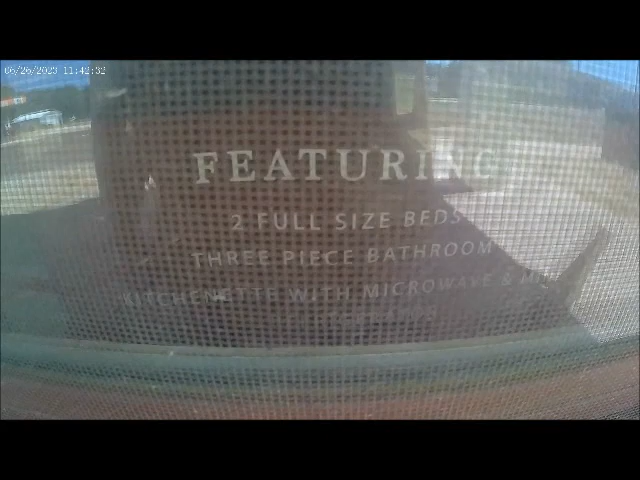 06/26/2023 11:42:32
FEATURING
2 FULL SIZE BEDS
THREE PIECE BATHROOM
KITCHENETTE WITH MICROWAVE &